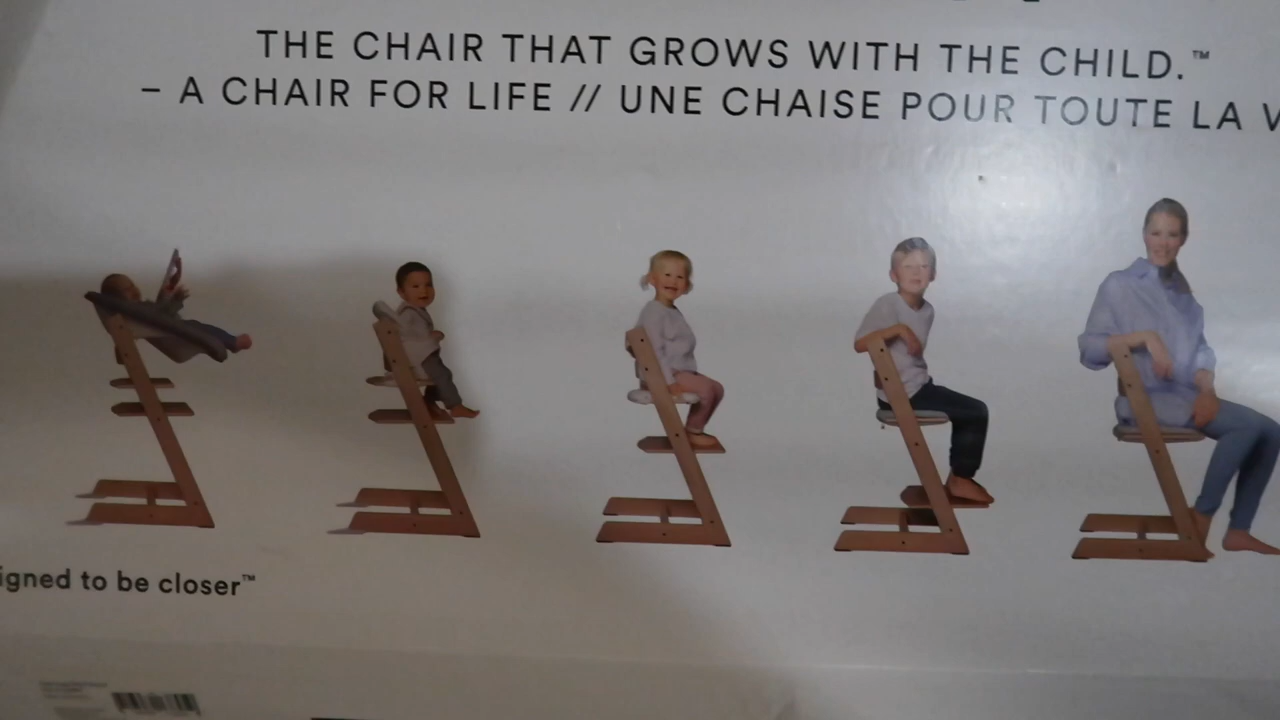 THE CHAIR THAT GROWS WITH THE CHILD.™
– A CHAIR FOR LIFE // UNE CHAISE POUR TOUTE LA V
igned to be closer™